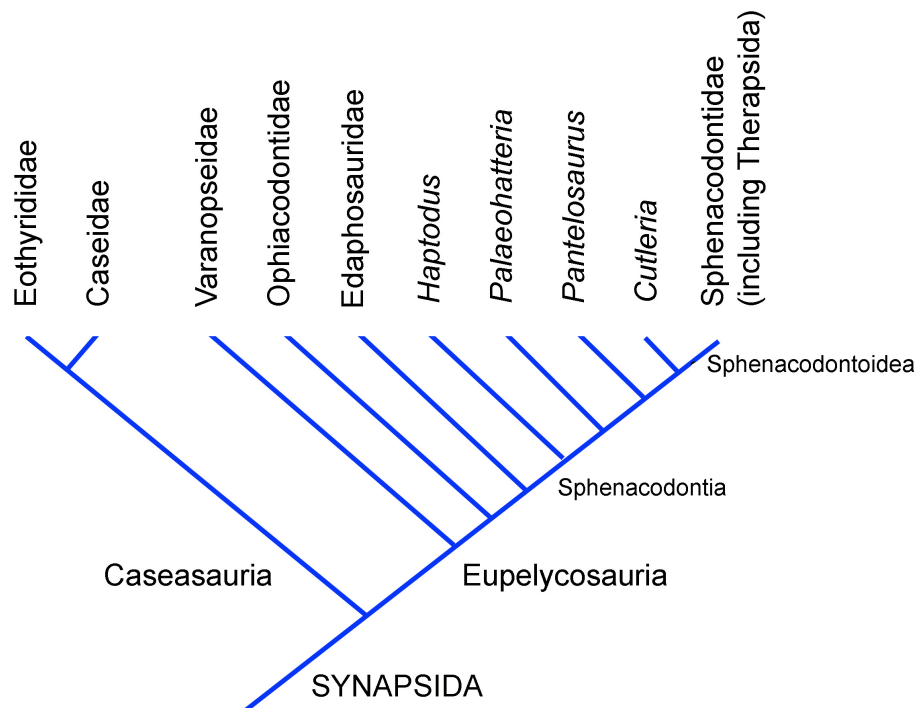 Eothyrididae
Caseidae
Varanopseidae
Ophiacodontidae
Edaphosauridae
Haptodus
Palaeohatteria
Pantelosaurus
Cutleria
Sphenacodontidae
(including Therapsida)
Sphenacodontoidea
Sphenacodontia
Caseasauria
Eupelycosauria
SYNAPSIDA